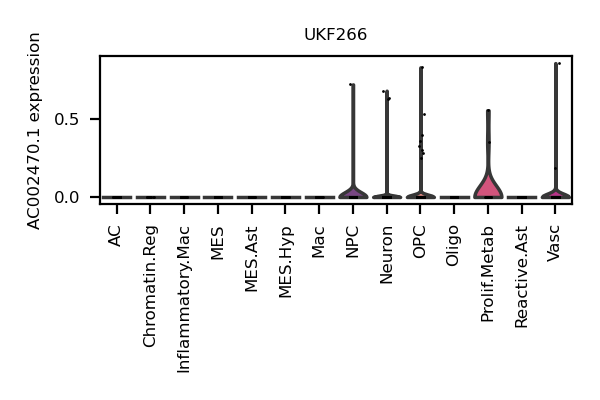 UKF266
AC002470.1 expression
0.5
0.0
AC
Chromatin.Reg
Inflammatory.Mac
MES
MES.Ast
MES.Hyp
Mac
NPC
Neuron
OPC
Oligo
Prolif.Metab
Reactive.Ast
Vasc